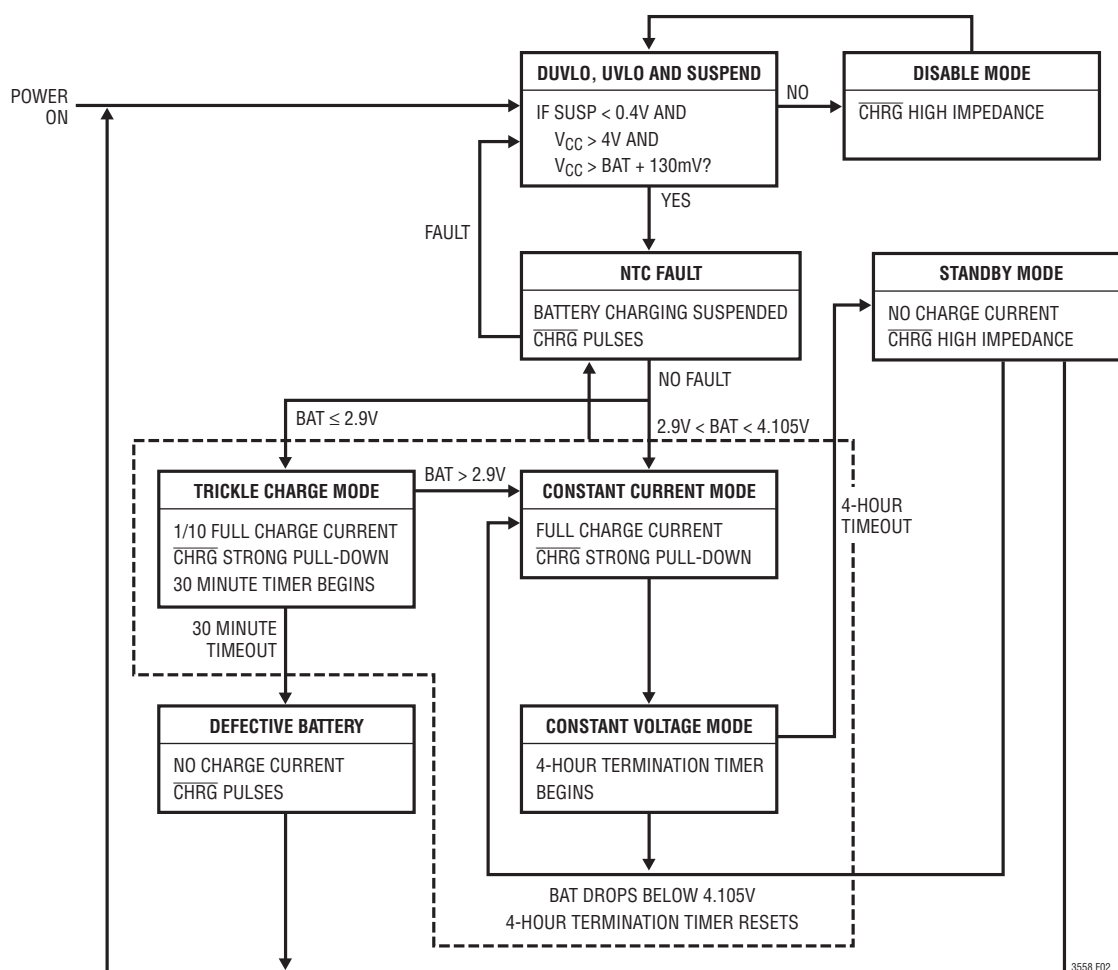 POWER
ON
DUVLO, UVLO AND SUSPEND
IF SUSP < 0.4V AND
VCC > 4V AND
VCC > BAT + 130mV?
NO
DISABLE MODE
CHRG HIGH IMPEDANCE
YES
FAULT
NTC FAULT
BATTERY CHARGING SUSPENDED
CHRG PULSES
STANDBY MODE
NO CHARGE CURRENT
CHRG HIGH IMPEDANCE
NO FAULT
BAT ≤ 2.9V
2.9V < BAT < 4.105V
TRICKLE CHARGE MODE
1/10 FULL CHARGE CURRENT
CHRG STRONG PULL-DOWN
30 MINUTE TIMER BEGINS
BAT > 2.9V
CONSTANT CURRENT MODE
FULL CHARGE CURRENT
CHRG STRONG PULL-DOWN
4-HOUR
TIMEOUT
30 MINUTE
TIMEOUT
DEFECTIVE BATTERY
NO CHARGE CURRENT
CHRG PULSES
CONSTANT VOLTAGE MODE
4-HOUR TERMINATION TIMER
BEGINS
BAT DROPS BELOW 4.105V
4-HOUR TERMINATION TIMER RESETS
3558 F02